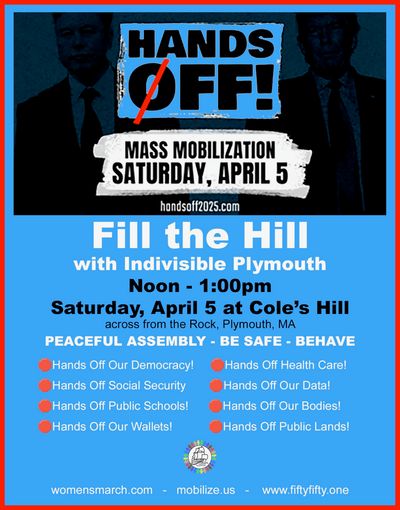 HANDS
OFF!
MASS MOBILIZATION
SATURDAY, APRIL 5
handsoff2025.com
Fill the Hill
with Indivisible Plymouth
Noon - 1:00pm
Saturday, April 5 at Cole's Hill
across from the Rock, Plymouth, MA
PEACEFUL ASSEMBLY - BE SAFE - BEHAVE
Hands Off Our Democracy!
Hands Off Health Care!
Hands Off Social Security
Hands Off Our Data!
Hands Off Public Schools!
Hands Off Our Bodies!
Hands Off Our Wallets!
Hands Off Public Lands!
womensmarch.com - mobilize.us - www.fiftyfifty.one